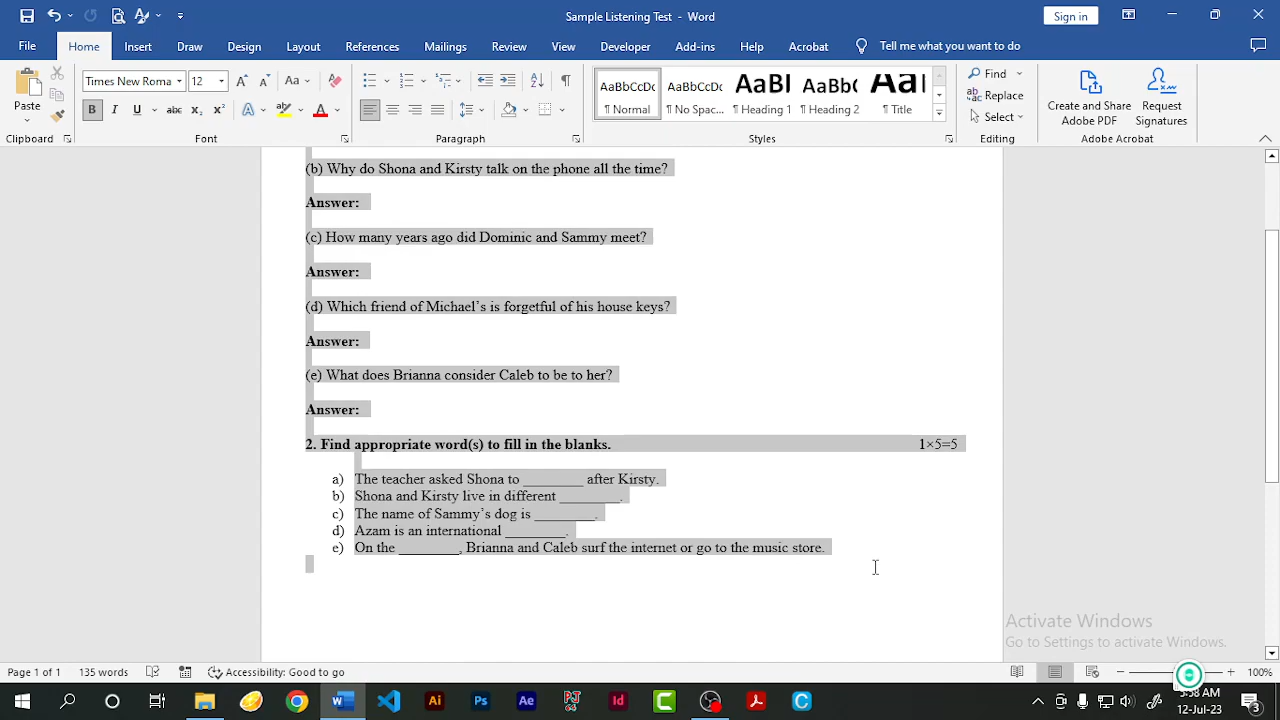 Sample Listening Test - Word
Sign in
File Home Insert Draw Design Layout References Mailings Review View Developer Add-ins Help Acrobat Tell me what you want to do
Paste
Times New Roma 12
Find
Replace
Select
AaBbCcDc AaBbCcDc AaBI AaBbC Aal
¶ Normal ¶ No Spac... ¶ Heading 1 ¶ Heading 2 ¶ Title
Create and Share Adobe PDF
Request Signatures
Clipboard Font Paragraph Styles Editing Adobe Acrobat
(b) Why do Shona and Kirsty talk on the phone all the time?
Answer:
(c) How many years ago did Dominic and Sammy meet?
Answer:
(d) Which friend of Michael’s is forgetful of his house keys?
Answer:
(e) What does Brianna consider Caleb to be to her?
Answer:
2. Find appropriate word(s) to fill in the blanks. 1×5=5
a) The teacher asked Shona to ________ after Kirsty.
b) Shona and Kirsty live in different ________.
c) The name of Sammy’s dog is ________.
d) Azam is an international ________.
e) On the ________, Brianna and Caleb surf the internet or go to the music store.
Activate Windows
Go to Settings to activate Windows.
Page 1 of 1 135 words Accessibility: Good to go 100%
:58 AM
12-Jul-23